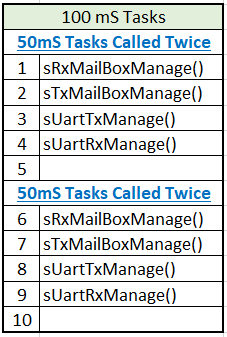 100 mS Tasks
50mS Tasks Called Twice
1 sRxMailBoxManage()
2 sTxMailBoxManage()
3 sUartTxManage()
4 sUartRxManage()
5
50mS Tasks Called Twice
6 sRxMailBoxManage()
7 sTxMailBoxManage()
8 sUartTxManage()
9 sUartRxManage()
10